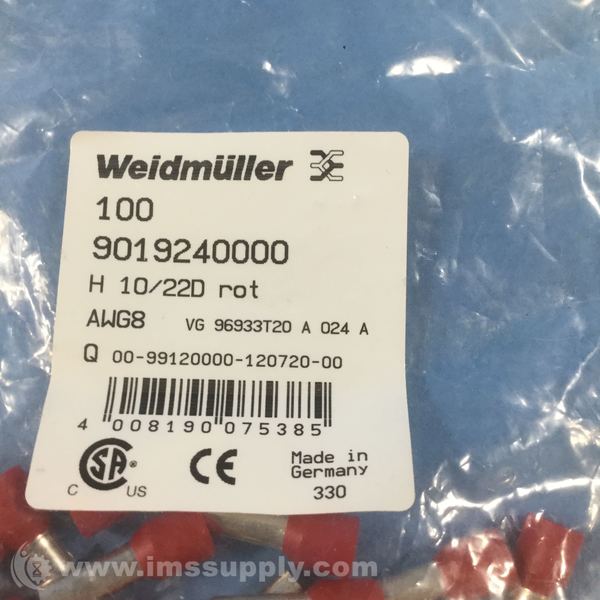 Weidmüller
100
9019240000
H 10/22D rot
AWG8 VG 96933T20 A 024 A
Q 00-99120000-120720-00
4 008190 075385
SA ®
C US
CE
Made in
Germany
330
www.imssupply.com